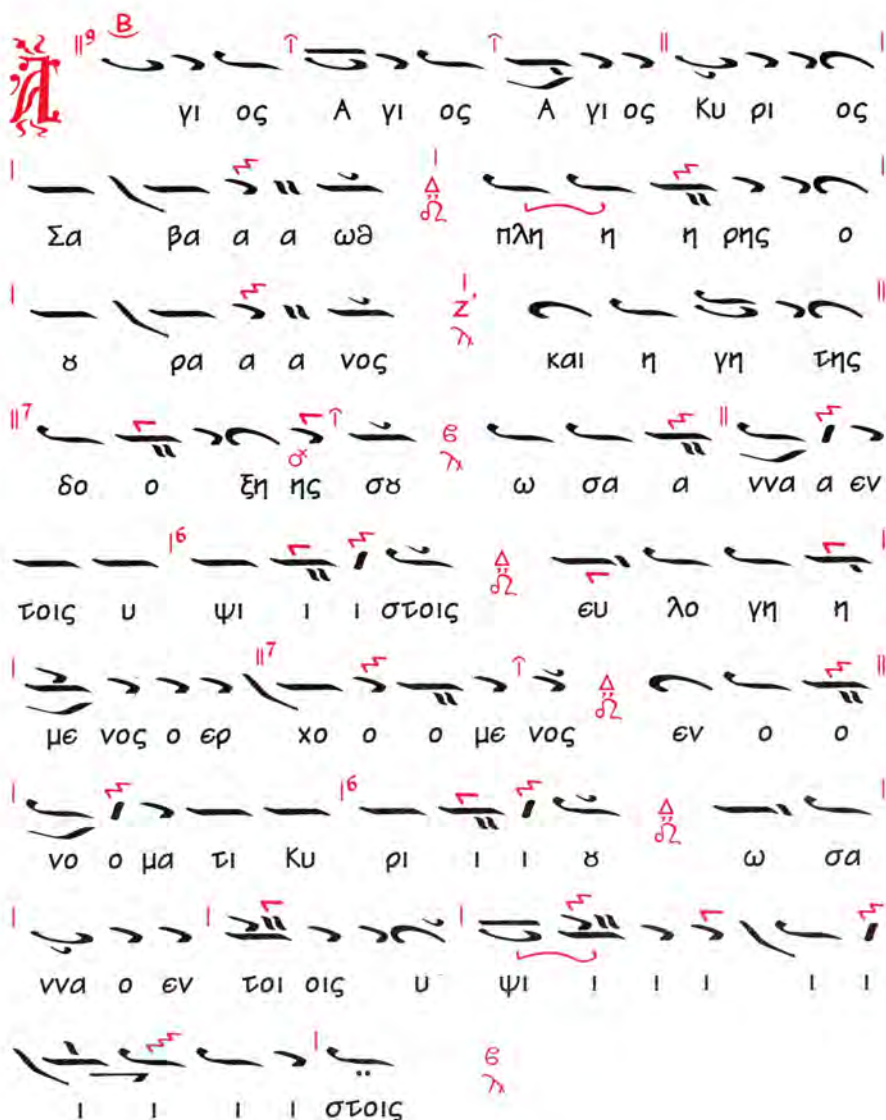 Α γι ος Α γι ος Α γι ος Κυ ρι ος
Σα βα α α ωθ πλη η η ρης ο
ȣ ρα α α νος και η γη της
δο ο ξη ης σȣ ω σα α ννα α εν
τοις υ ψι ι ι στοις ευ λο γη η
με νος ο ερ χο ο ο με νος εν ο ο
νο ο μα τι Κυ ρι ι ι ȣ ω σα
ννα ο εν τοι οις υ ψι ι ι ι ι ι
ι ι ι ι στοις